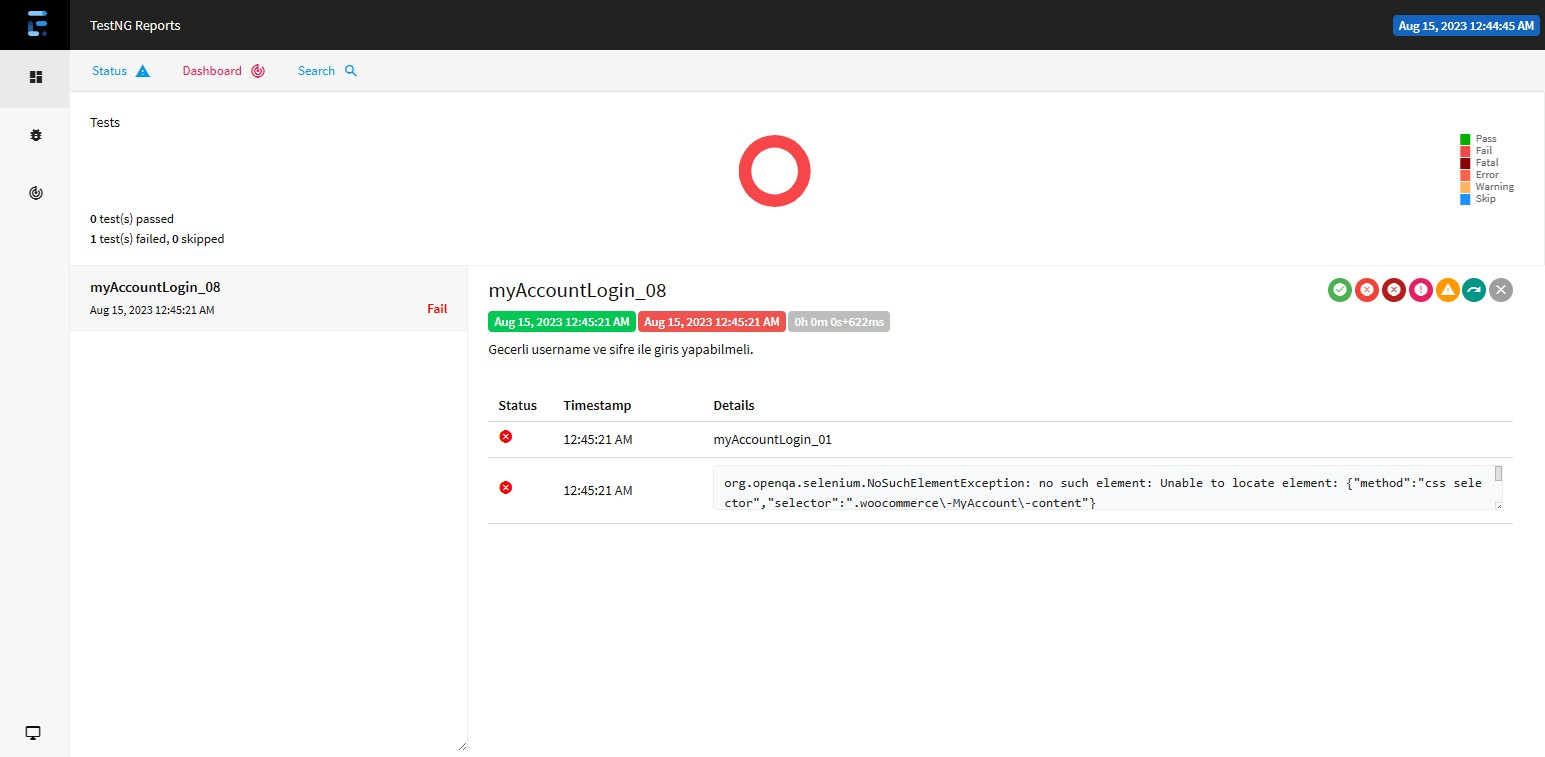 TestNG Reports
Aug 15, 2023 12:44:45 AM
Status
Dashboard
Search
Tests
Pass
Fail
Fatal
Error
Warning
Skip
0 test(s) passed
1 test(s) failed, 0 skipped
myAccountLogin_08
Aug 15, 2023 12:45:21 AM
Fail
myAccountLogin_08
Aug 15, 2023 12:45:21 AM Aug 15, 2023 12:45:21 AM 0h 0m 0s+622ms
Gecerli username ve sifre ile giris yapabilmeli.
Status Timestamp Details
12:45:21 AM myAccountLogin_01
12:45:21 AM
org.openqa.selenium.NoSuchElementException: no such element: Unable to locate element: {"method":"css sele
ctor","selector":".woocommerce\-MyAccount\-content"}